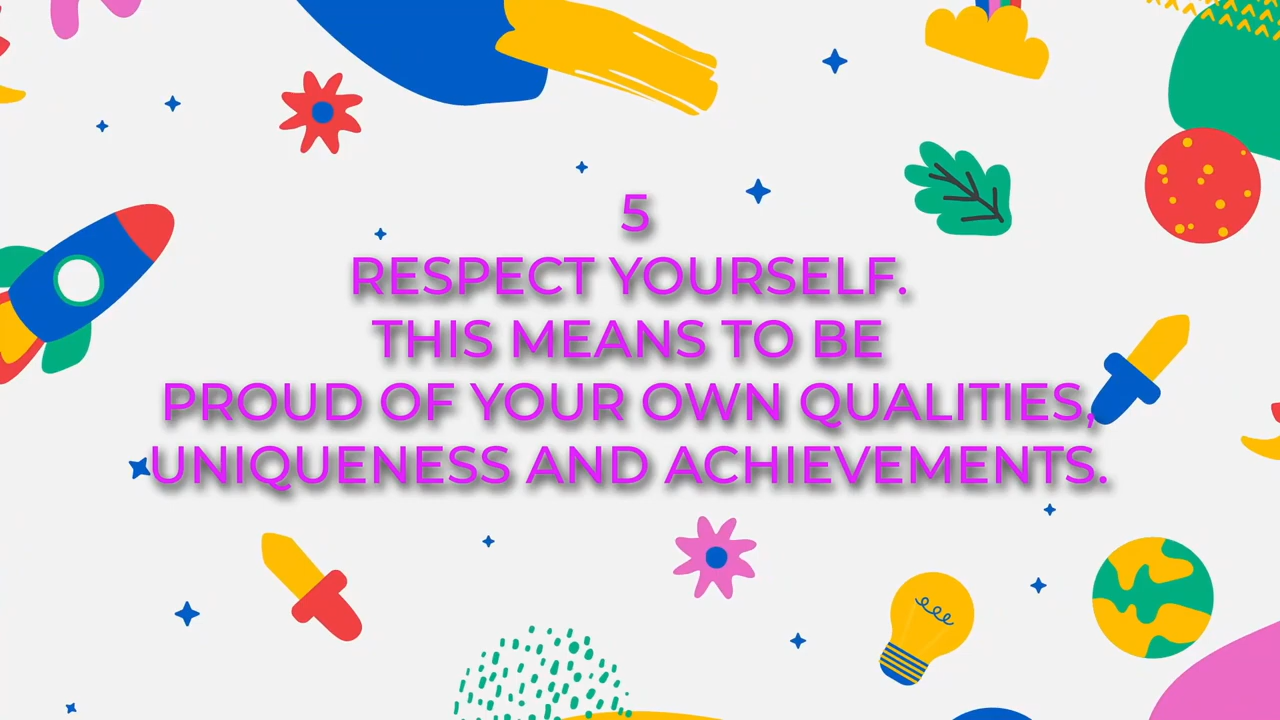 5
RESPECT YOURSELF.
THIS MEANS TO BE
PROUD OF YOUR OWN QUALITIES,
UNIQUENESS AND ACHIEVEMENTS.